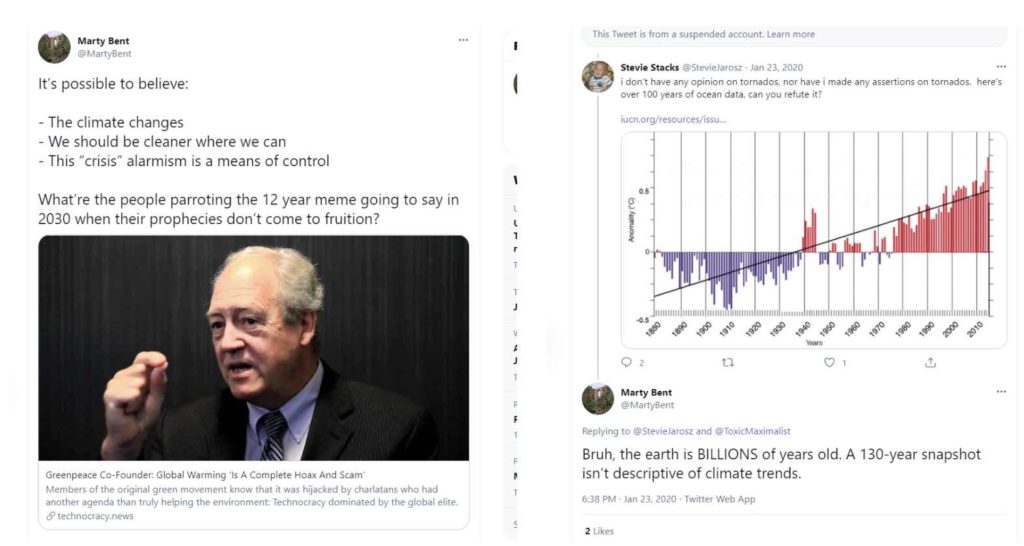 Marty Bent
@MartyBent
It's possible to believe:
- The climate changes
- We should be cleaner where we can
- This "crisis" alarmism is a means of control
What're the people parroting the 12 year meme going to say in
2030 when their prophecies don't come to fruition?
Greenpeace Co-Founder: Global Warming 'Is A Complete Hoax And Scam'
Members of the original green movement know that it was hijacked by charlatans who had
another agenda than truly helping the environment: Technocracy dominated by the global elite.
technocracy.news
This Tweet is from a suspended account. Learn more
Stevie Stacks @StevieJarosz · Jan 23, 2020
i don't have any opinion on tornados, nor have i made any assertions on tornados. here's
over 100 years of ocean data, can you refute it?
iucn.org/resources/issu...
Anomality (°C)
0.5
0
-0.5
1880 1890 1900 1910 1920 1930 1940 1950 1960 1970 1980 1990 2000 2010
Years
2 1
Marty Bent
@MartyBent
Replying to @StevieJarosz and @ToxicMaximalist
Bruh, the earth is BILLIONS of years old. A 130-year snapshot
isn't descriptive of climate trends.
6:38 PM · Jan 23, 2020 · Twitter Web App
2 Likes